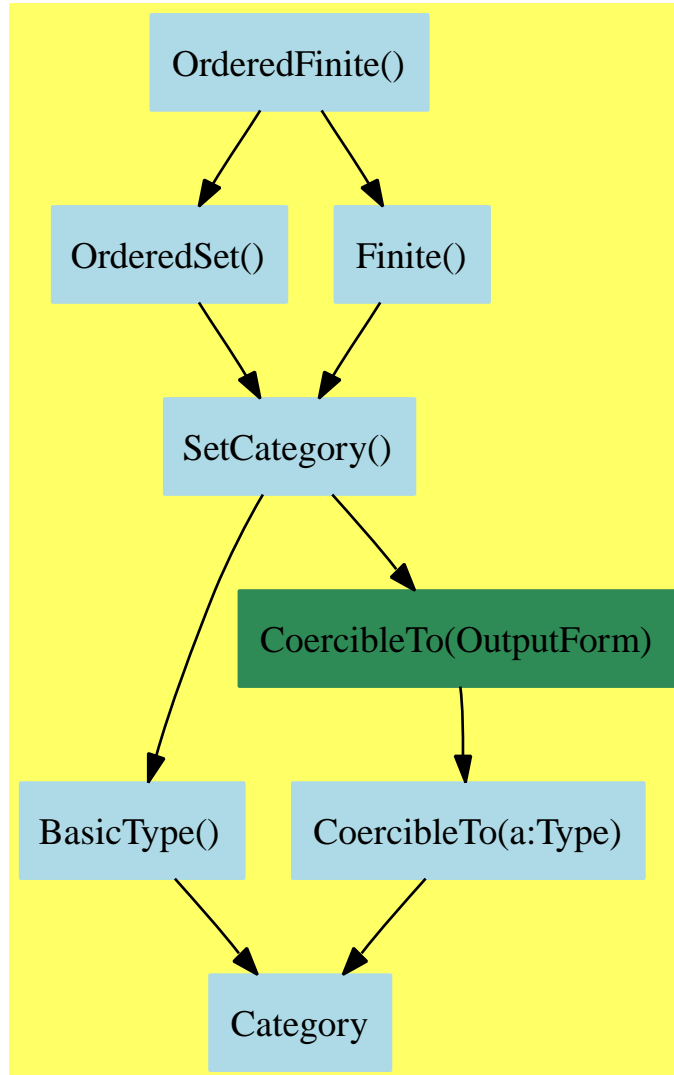 OrderedFinite()
OrderedSet()
Finite()
SetCategory()
CoercibleTo(OutputForm)
BasicType()
CoercibleTo(a:Type)
Category